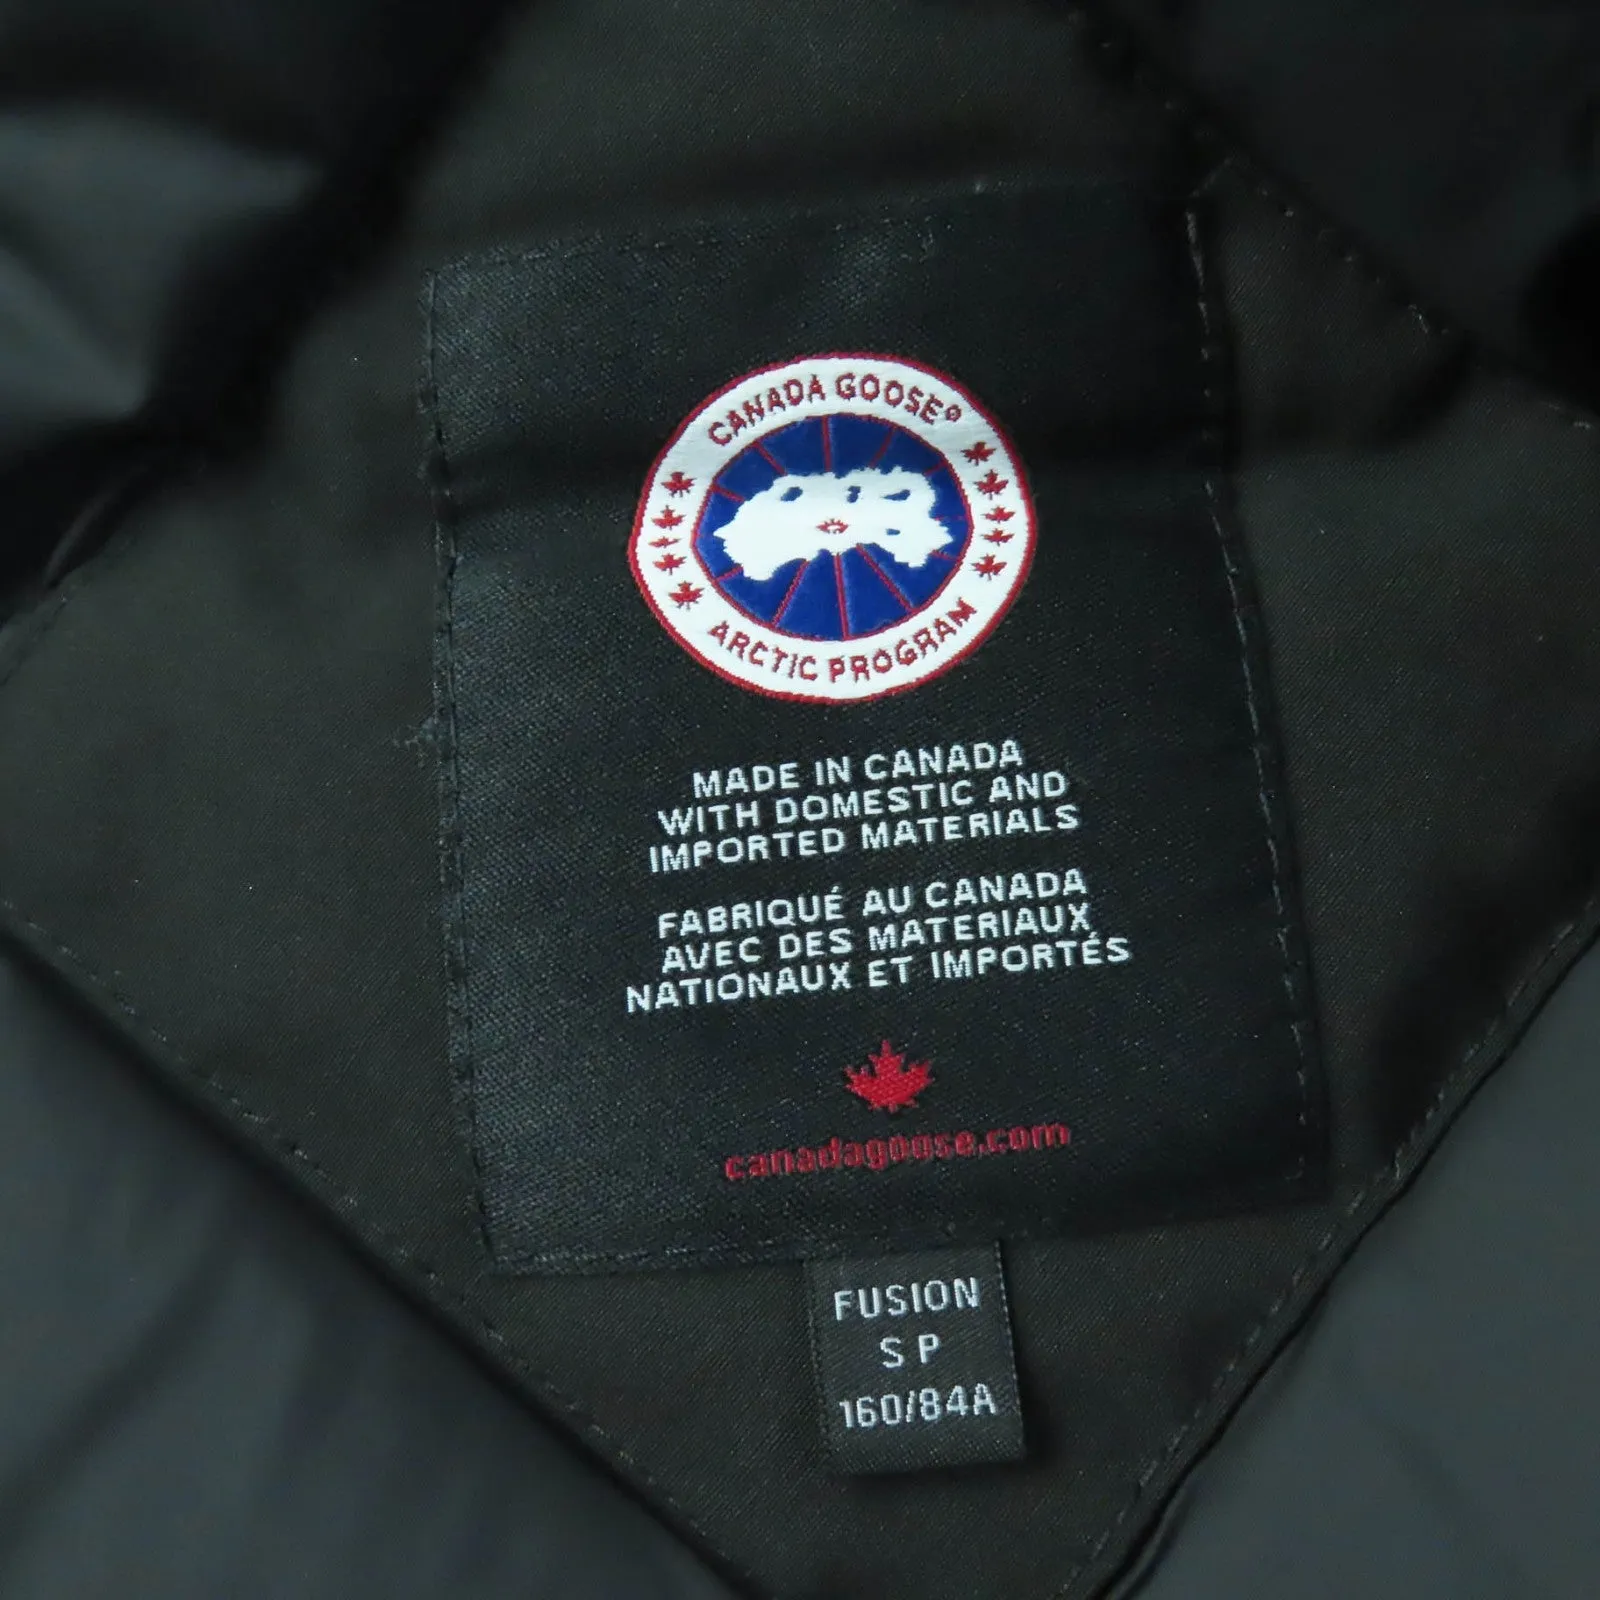 CANADA GOOSE®
ARCTIC PROGRAM
MADE IN CANADA
WITH DOMESTIC AND
IMPORTED MATERIALS
FABRIQUÉ AU CANADA
AVEC DES MATERIAUX
NATIONAUX ET IMPORTÉS
canadagoose.com
FUSION
S P
160/84A